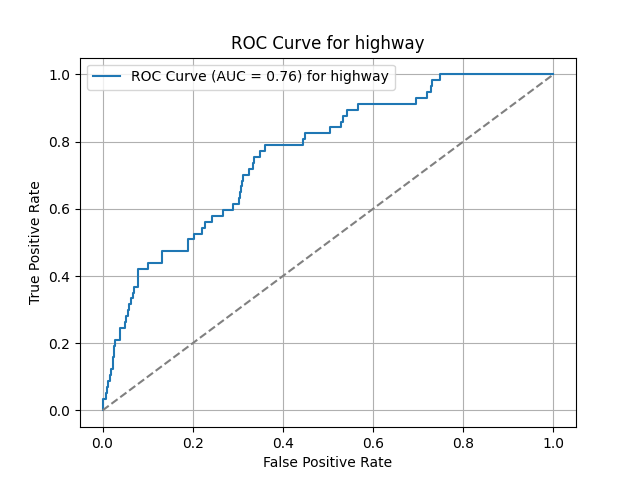 ROC Curve for highway
ROC Curve (AUC = 0.76) for highway
1.0
0.8
0.6
0.4
0.2
0.0
True Positive Rate
0.0 0.2 0.4 0.6 0.8 1.0
False Positive Rate